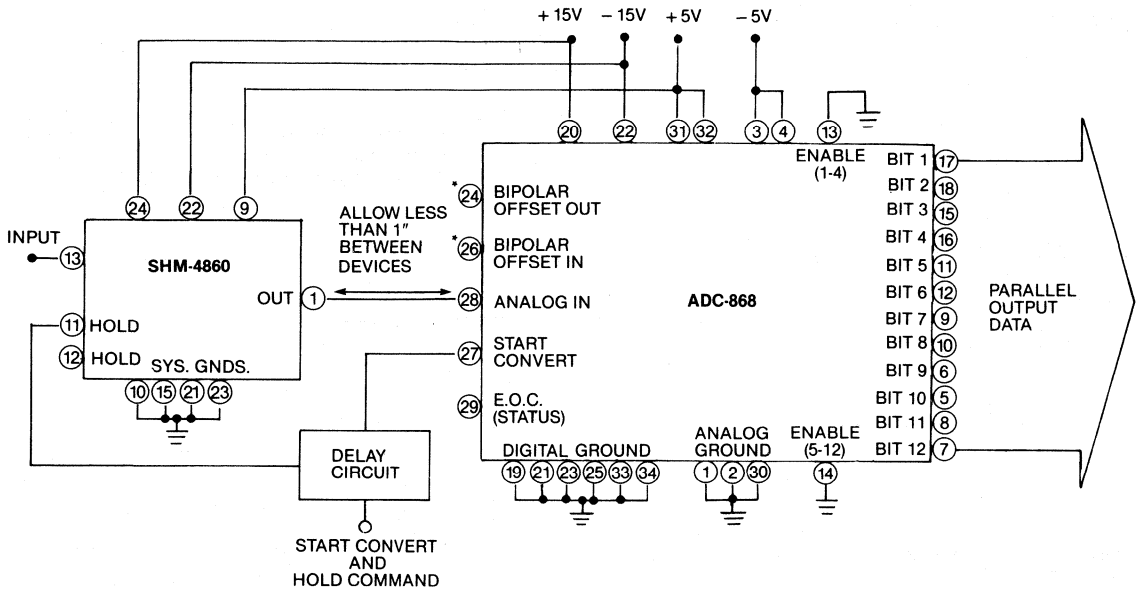 + 15V
− 15V
+ 5V
− 5V
20
22
31
32
3
4
13
ENABLE
(1-4)
24
22
9
INPUT
13
SHM-4860
OUT
1
11
HOLD
12
HOLD
SYS. GNDS.
10
15
21
23
ALLOW LESS
THAN 1″
BETWEEN
DEVICES
*
24
BIPOLAR
OFFSET OUT
*
26
BIPOLAR
OFFSET IN
28
ANALOG IN
27
START
CONVERT
29
E.O.C.
(STATUS)
ADC-868
BIT 1
17
BIT 2
18
BIT 3
15
BIT 4
16
BIT 5
11
BIT 6
12
BIT 7
9
BIT 8
10
BIT 9
6
BIT 10
5
BIT 11
8
BIT 12
7
PARALLEL
OUTPUT
DATA
DIGITAL GROUND
19
21
23
25
33
34
ANALOG
GROUND
1
2
30
ENABLE
(5-12)
14
DELAY
CIRCUIT
START CONVERT
AND
HOLD COMMAND